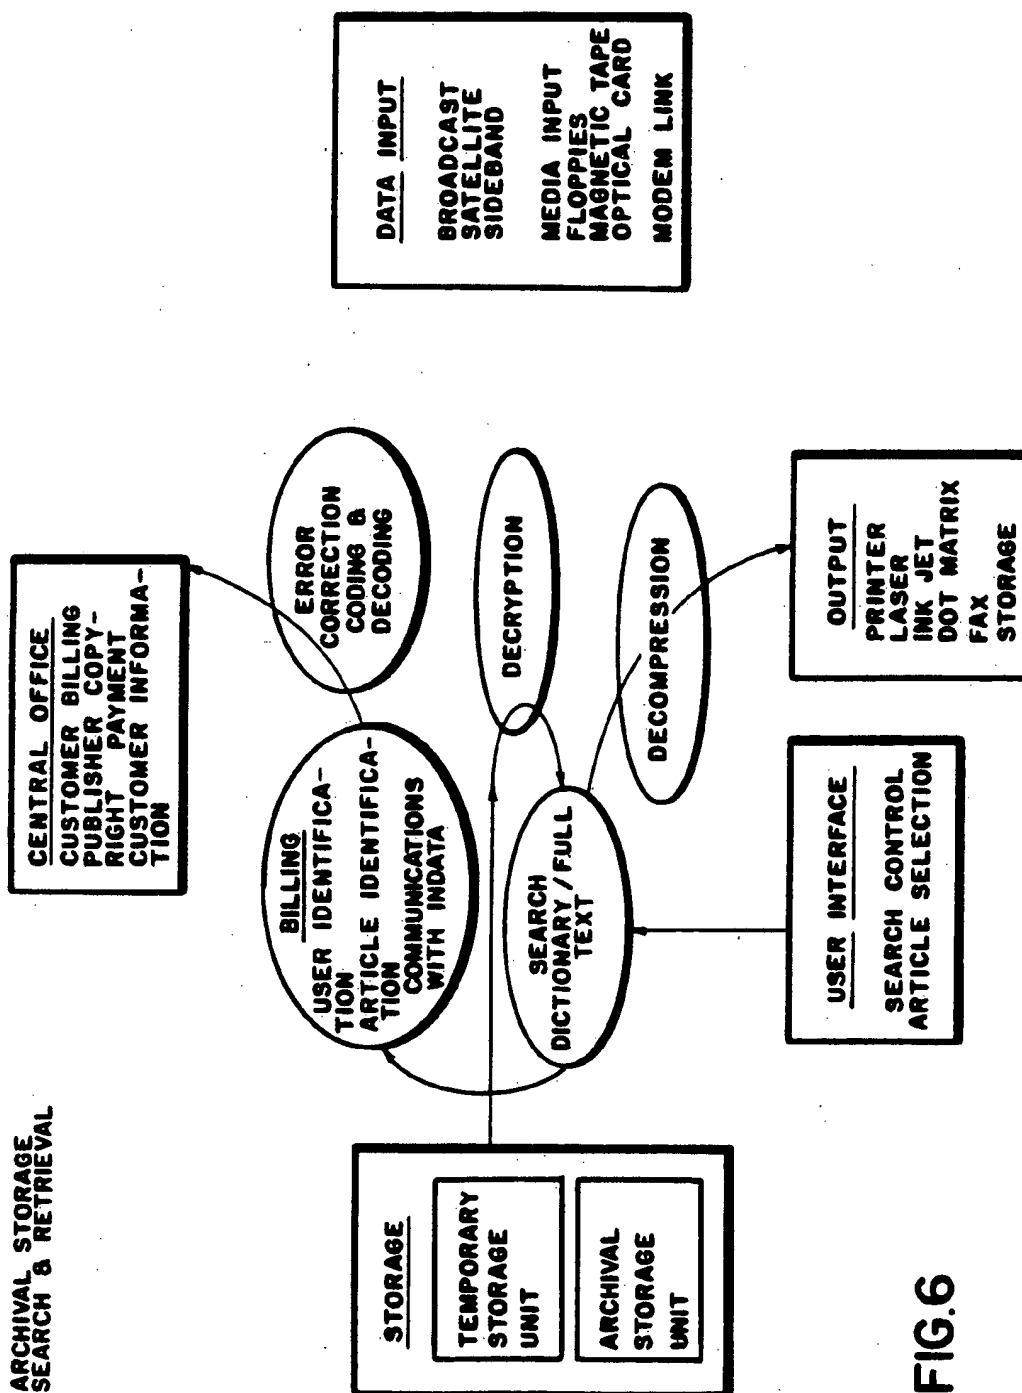 ARCHIVAL STORAGE
SEARCH & RETRIEVAL
CENTRAL OFFICE
CUSTOMER BILLING
PUBLISHER COPY-
RIGHT PAYMENT
CUSTOMER INFORMA-
TION
STORAGE
TEMPORARY
STORAGE
UNIT
ARCHIVAL
STORAGE
UNIT
BILLING
USER IDENTIFICA-
TION
ARTICLE IDENTIFICA-
TION
COMMUNICATIONS
WITH INDATA
ERROR
CORRECTION
CODING &
DECODING
DATA INPUT
BROADCAST
SATELLITE
SIDEBAND
MEDIA INPUT
FLOPPIES
MAGNETIC TAPE
OPTICAL CARD
MODEM LINK
SEARCH
DICTIONARY/FULL
TEXT
DECRYPTION
DECOMPRESSION
USER INTERFACE
SEARCH CONTROL
ARTICLE SELECTION
OUTPUT
PRINTER
LASER
INK JET
DOT MATRIX
FAX
STORAGE
FIG.6